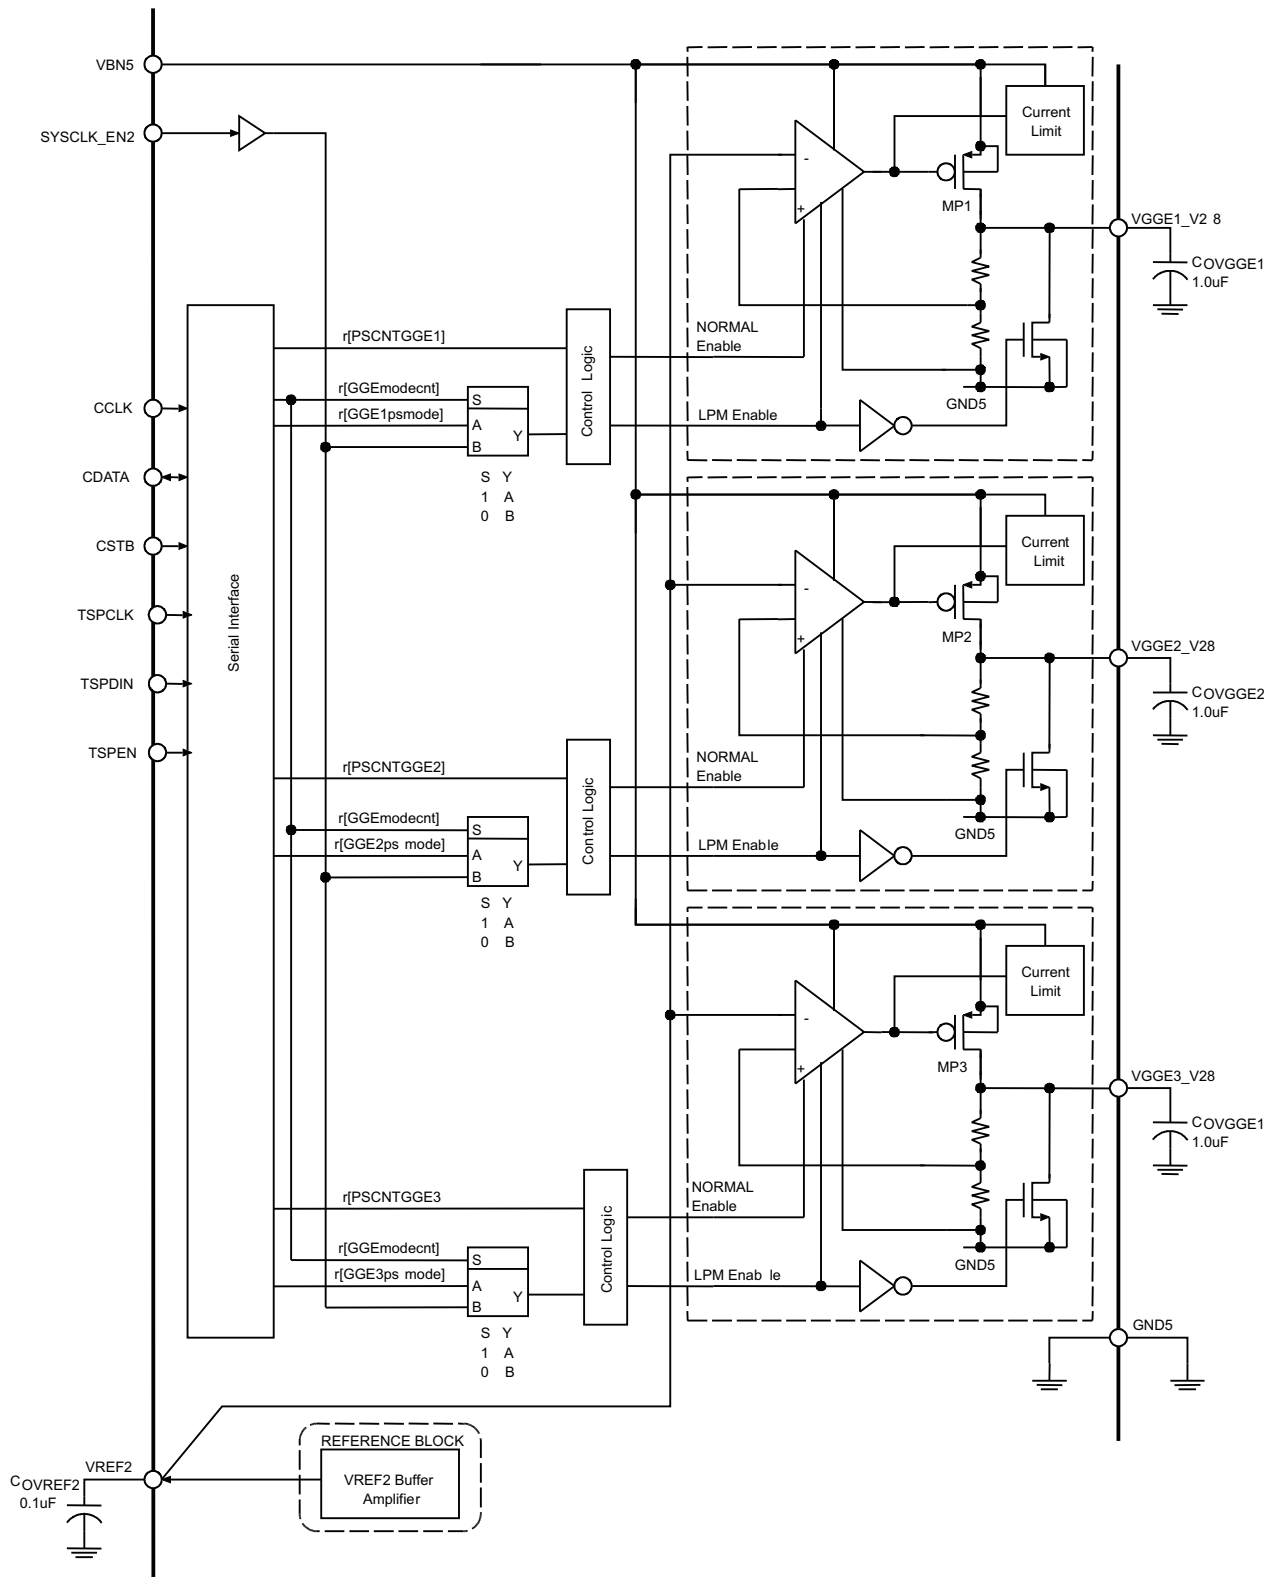 VBN5
SYSCLK_EN2
Current
Limit
-
+
MP1
VGGE1_V2 8
COVGGE1
1.0uF
r[PSCNTGGE1]
NORMAL
Enable
Control Logic
r[GGEmodecnt]
S
r[GGE1psmode]
A
Y
B
LPM Enable
GND5
S Y
1 A
0 B
CCLK
CDATA
CSTB
TSPCLK
TSPDIN
TSPEN
Serial Interface
Current
Limit
-
+
MP2
VGGE2_V28
COVGGE2
1.0uF
r[PSCNTGGE2]
NORMAL
Enable
Control Logic
r[GGEmodecnt]
S
r[GGE2ps mode]
A
Y
B
LPM Enable
GND5
S Y
1 A
0 B
Current
Limit
-
+
MP3
VGGE3_V28
COVGGE1
1.0uF
r[PSCNTGGE3
NORMAL
Enable
Control Logic
r[GGEmodecnt]
S
r[GGE3ps mode]
A
Y
B
LPM Enab le
GND5
S Y
1 A
0 B
GND5
VREF2
COVREF2
0.1uF
REFERENCE BLOCK
VREF2 Buffer
Amplifier